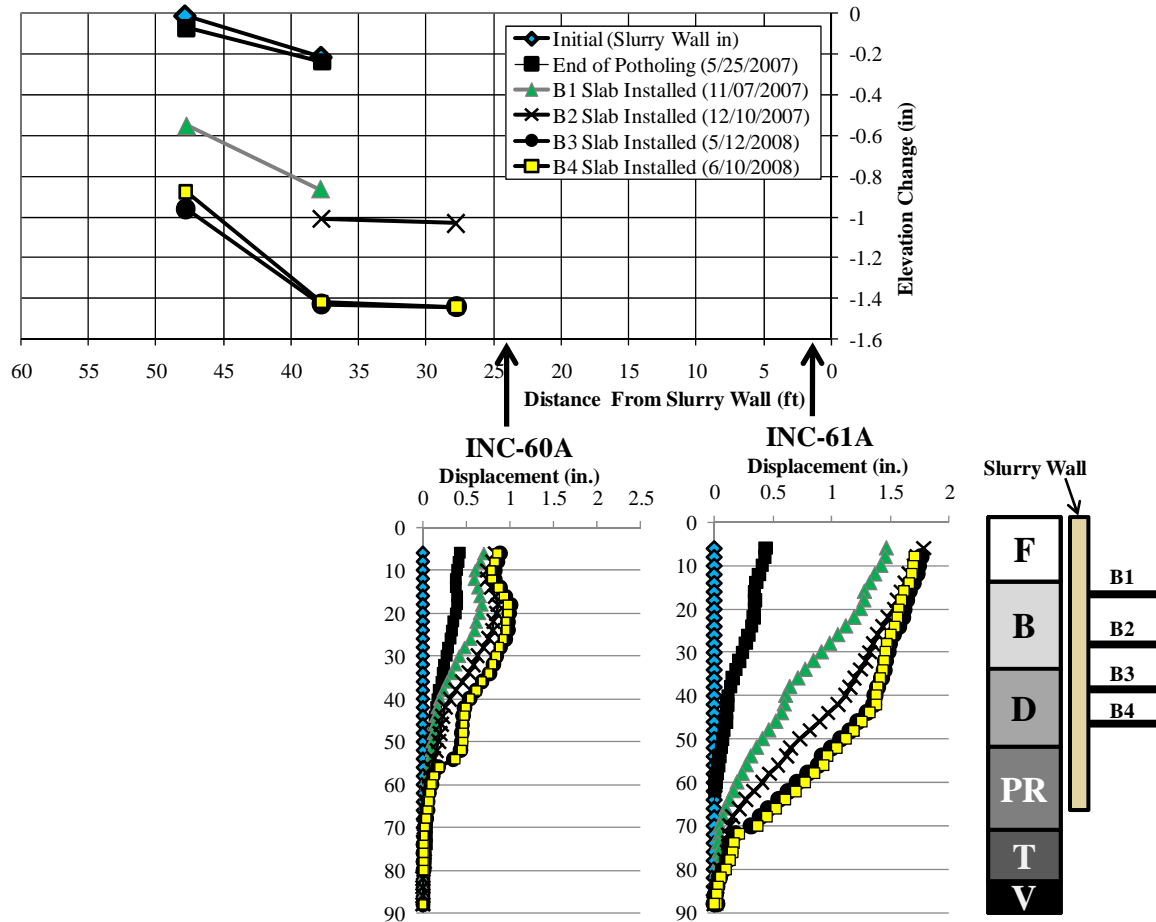 0
-0.2
-0.4
-0.6
-0.8
-1
-1.2
-1.4
-1.6
Elevation Change (in)
Initial (Slurry Wall in)
End of Potholing (5/25/2007)
B1 Slab Installed (11/07/2007)
B2 Slab Installed (12/10/2007)
B3 Slab Installed (5/12/2008)
B4 Slab Installed (6/10/2008)
60 55 50 45 40 35 30 25 20 15 10 5 0
Distance From Slurry Wall (ft)
INC-60A
Displacement (in.)
0 0.5 1 1.5 2 2.5
0
10
20
30
40
50
60
70
80
90
INC-61A
Displacement (in.)
0 0.5 1 1.5 2
0
10
20
30
40
50
60
70
80
90
Slurry Wall
F
B
D
PR
T
V
B1
B2
B3
B4